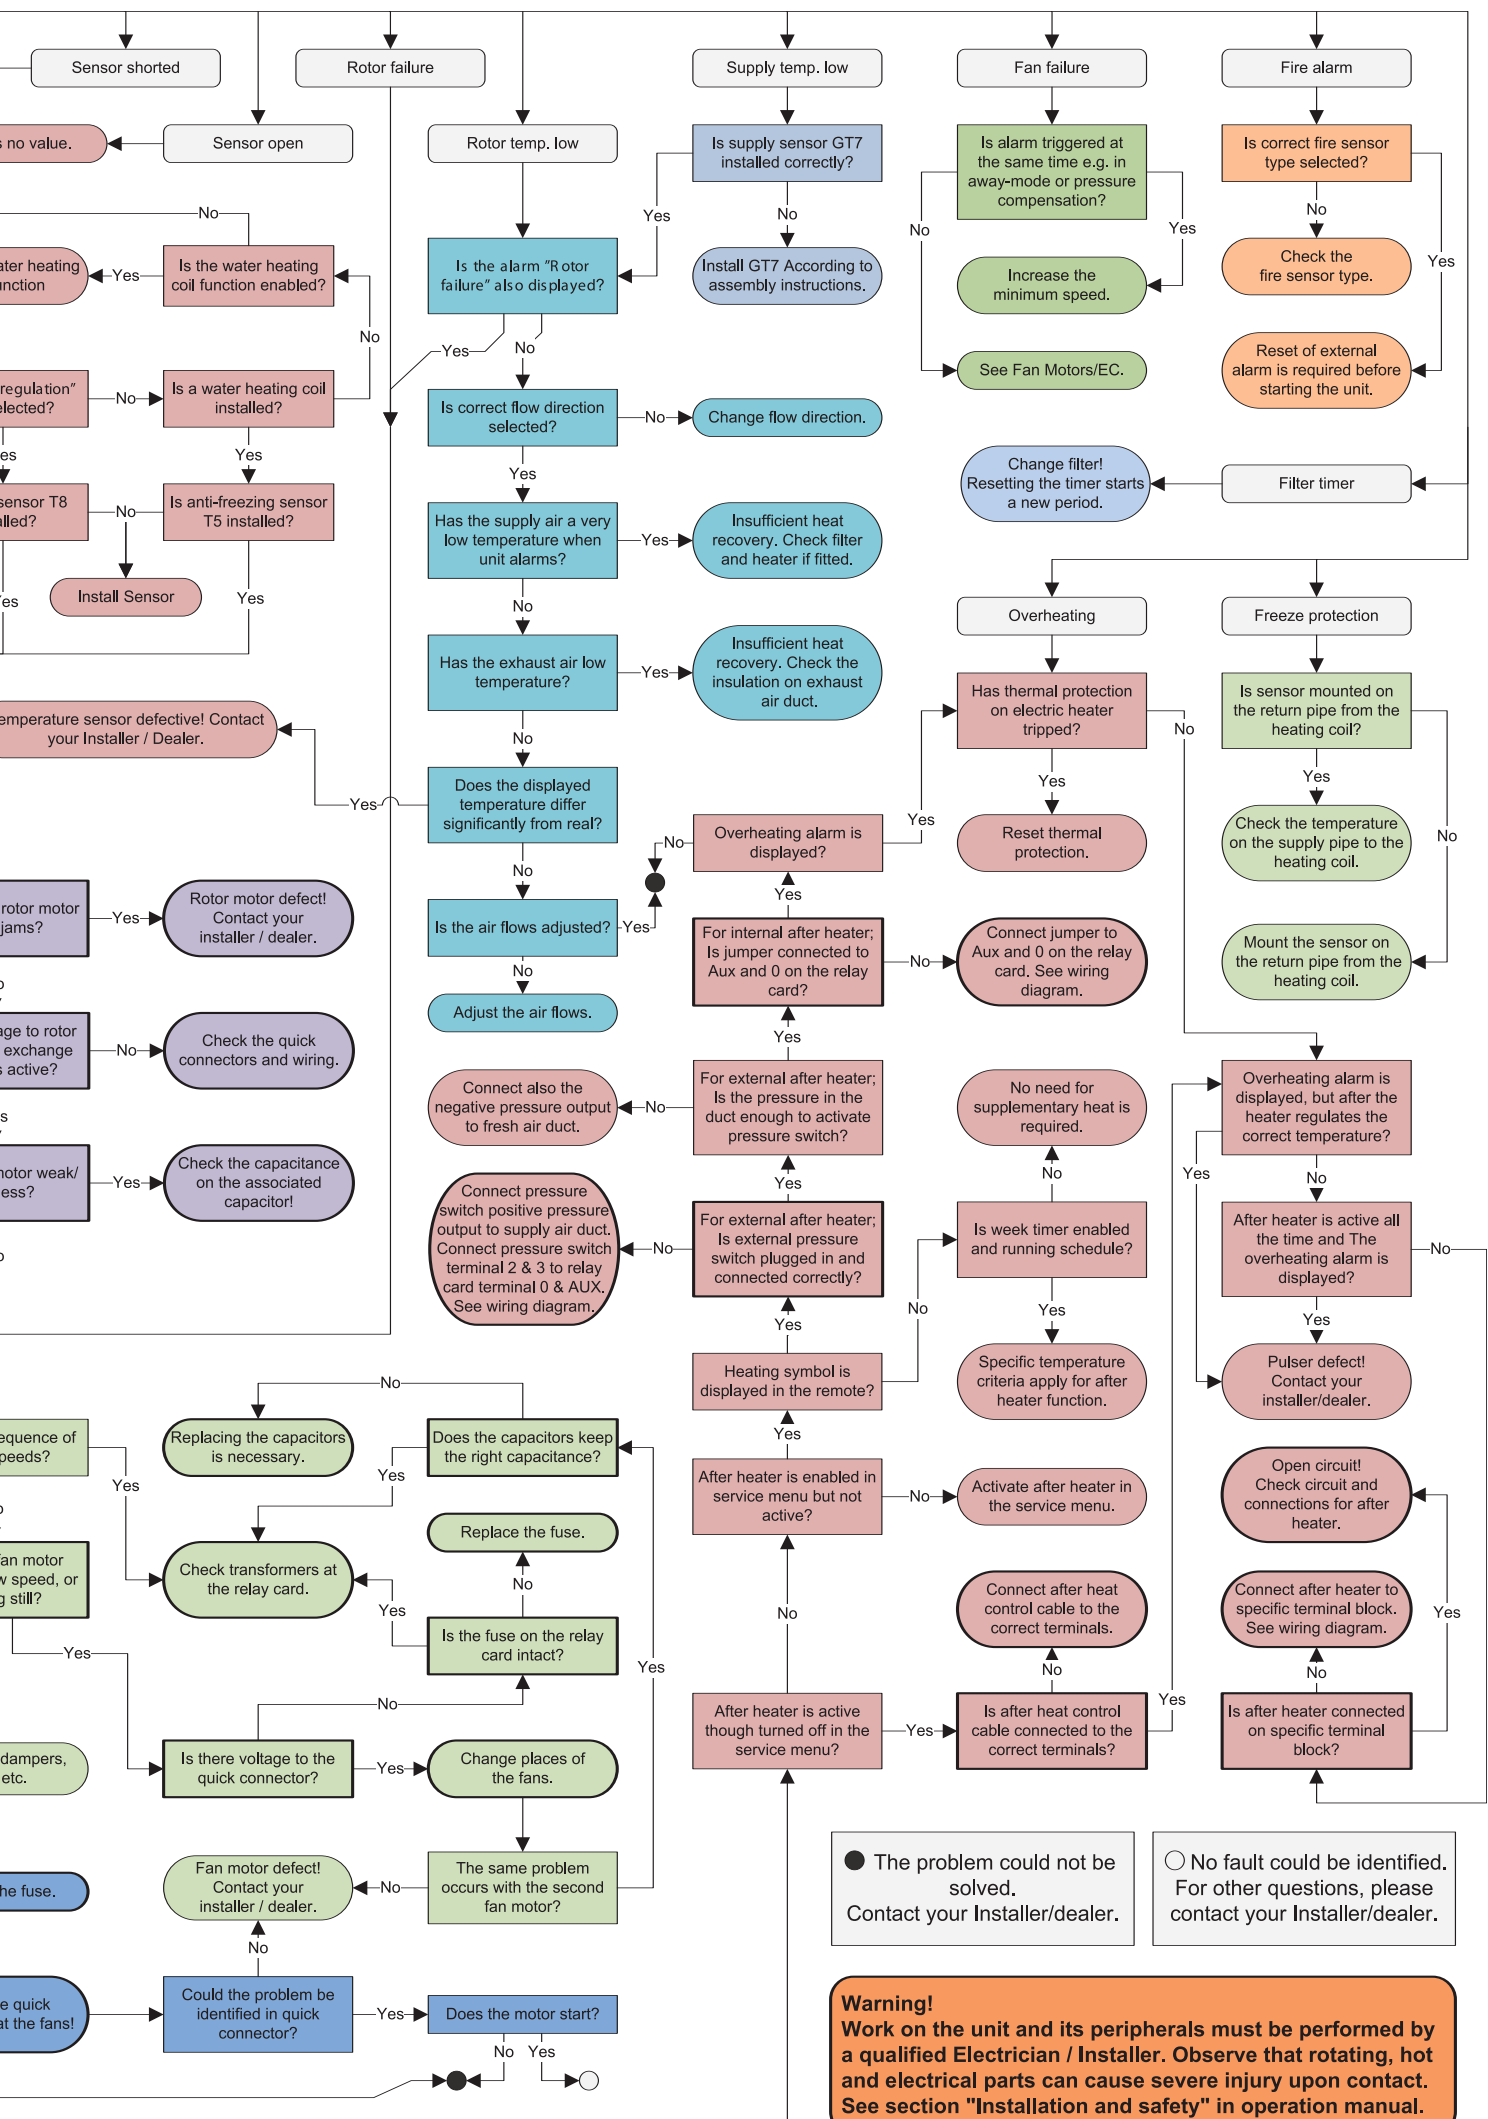 Sensor shorted
Rotor failure
Supply temp. low
Fan failure
Fire alarm
s no value.
Sensor open
Rotor temp. low
Is supply sensor GT7
installed correctly?
Is alarm triggered at
the same time e.g. in
away-mode or pressure
compensation?
Is correct fire sensor
type selected?
No
Yes
No
No
Yes
No
Yes
ater heating
unction
Yes
Is the water heating
coil function enabled?
Is the alarm "Rotor
failure" also displayed?
Install GT7 According to
assembly instructions.
Increase the
minimum speed.
Check the
fire sensor type.
No
Yes
No
regulation"
elected?
No
Is a water heating coil
installed?
See Fan Motors/EC.
Reset of external
alarm is required before
starting the unit.
Is correct flow direction
selected?
No
Change flow direction.
es
Yes
Yes
Change filter!
Resetting the timer starts
a new period.
Filter timer
sensor T8
alled?
No
Is anti-freezing sensor
T5 installed?
Has the supply air a very
low temperature when
unit alarms?
Yes
Insufficient heat
recovery. Check filter
and heater if fitted.
es
Install Sensor
Yes
No
Overheating
Freeze protection
Has the exhaust air low
temperature?
Yes
Insufficient heat
recovery. Check the
insulation on exhaust
air duct.
Has thermal protection
on electric heater
tripped?
No
Is sensor mounted on
the return pipe from the
heating coil?
emperature sensor defective! Contact
your Installer / Dealer.
No
Yes
Yes
Yes
Does the displayed
temperature differ
significantly from real?
Yes
No
Overheating alarm is
displayed?
Reset thermal
protection.
Check the temperature
on the supply pipe to the
heating coil.
No
No
Yes
rotor motor
jams?
Yes
Rotor motor defect!
Contact your
installer / dealer.
Is the air flows adjusted?
Yes
For internal after heater;
Is jumper connected to
Aux and 0 on the relay
card?
No
Connect jumper to
Aux and 0 on the relay
card. See wiring
diagram.
Mount the sensor on
the return pipe from the
heating coil.
o
No
Adjust the air flows.
age to rotor
exchange
s active?
No
Check the quick
connectors and wiring.
Yes
Connect also the
negative pressure output
to fresh air duct.
No
For external after heater;
Is the pressure in the
duct enough to activate
pressure switch?
No need for
supplementary heat is
required.
Overheating alarm is
displayed, but after the
heater regulates the
correct temperature?
s
motor weak/
ess?
Yes
Check the capacitance
on the associated
capacitor!
Yes
No
Yes
No
Connect pressure
switch positive pressure
output to supply air duct.
Connect pressure switch
terminal 2 & 3 to relay
card terminal 0 & AUX.
See wiring diagram.
No
For external after heater;
Is external pressure
switch plugged in and
connected correctly?
Is week timer enabled
and running schedule?
After heater is active all
the time and The
overheating alarm is
displayed?
No
o
Yes
No
Yes
Yes
Heating symbol is
displayed in the remote?
Specific temperature
criteria apply for after
heater function.
Pulser defect!
Contact your
installer/dealer.
No
equence of
peeds?
Yes
Replacing the capacitors
is necessary.
Yes
Does the capacitors keep
the right capacitance?
Yes
After heater is enabled in
service menu but not
active?
No
Activate after heater in
the service menu.
Open circuit!
Check circuit and
connections for after
heater.
o
Replace the fuse.
fan motor
w speed, or
g still?
Check transformers at
the relay card.
No
Yes
No
Connect after heat
control cable to the
correct terminals.
Connect after heater to
specific terminal block.
See wiring diagram.
Yes
Yes
Is the fuse on the relay
card intact?
Yes
No
No
No
After heater is active
though turned off in the
service menu?
Yes
Is after heat control
cable connected to the
correct terminals?
Yes
Is after heater connected
on specific terminal
block?
dampers,
etc.
Is there voltage to the
quick connector?
Yes
Change places of
the fans.
he fuse.
Fan motor defect!
Contact your
installer / dealer.
No
The same problem
occurs with the second
fan motor?
The problem could not be
solved.
Contact your Installer/dealer.
No fault could be identified.
For other questions, please
contact your Installer/dealer.
No
e quick
at the fans!
Could the problem be
identified in quick
connector?
Yes
Does the motor start?
No
Yes
Warning!
Work on the unit and its peripherals must be performed by
a qualified Electrician / Installer. Observe that rotating, hot
and electrical parts can cause severe injury upon contact.
See section "Installation and safety" in operation manual.